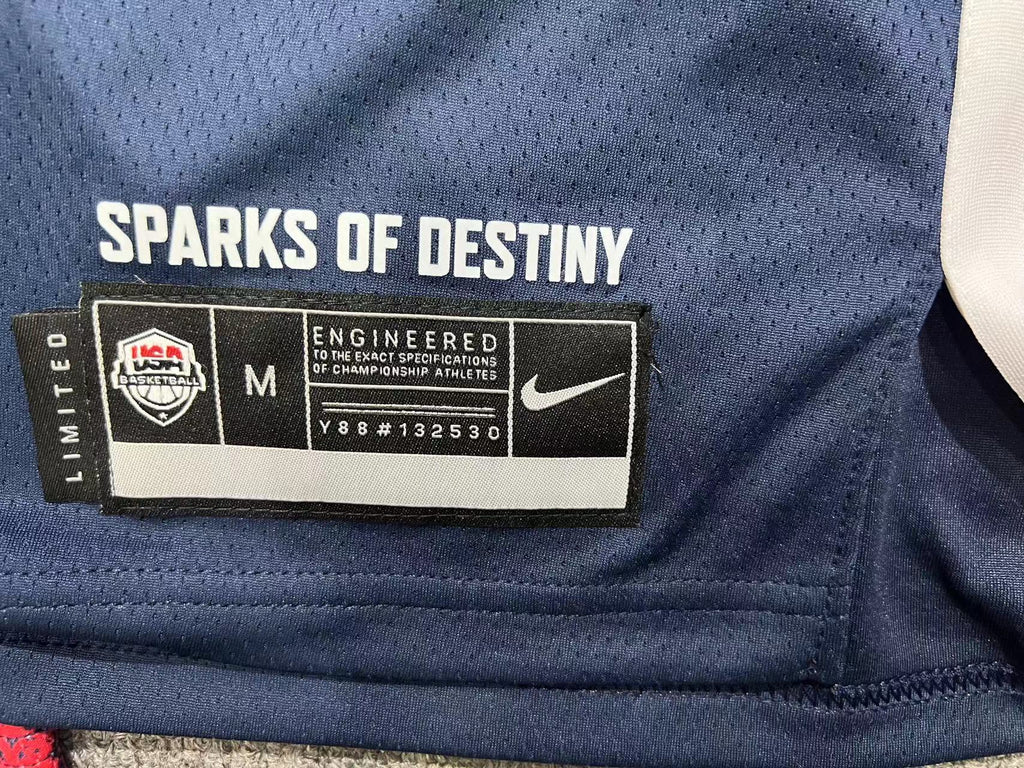 SPARKS OF DESTINY
LIMITED
USA
BASKETBALL
M
ENGINEERED
TO THE EXACT SPECIFICATIONS
OF CHAMPIONSHIP ATHLETES
Y88#132530